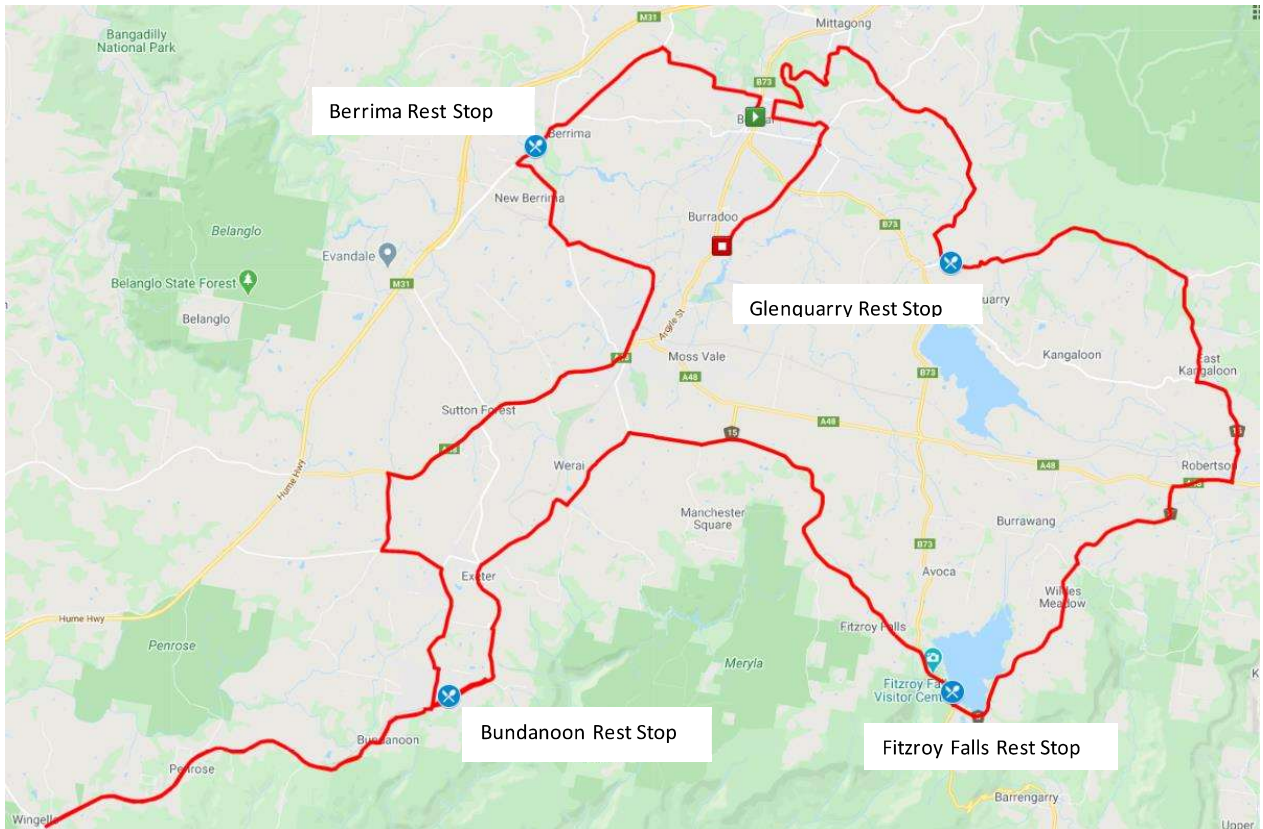 M31
Mittagong
Bangadilly
National Park
B73
Berrima Rest Stop
Berrima
New Berrima
Burradoo
Belanglo
B73
Evandale
Belanglo State Forest
M31
Belanglo
Glenquarry Rest Stop
Argyle St
Moss Vale
Kangaloon
East
Kangaloon
B73
A48
Sutton Forest
A48
15
Werai
A48
Robertson
Hume Hwy
Manchester
Square
Burrawang
B73
Avoca
Exeter
Wildes
Meadow
Hume Hwy
Fitzroy Falls
Penrose
Meryla
Fitzroy Falls
Bundanoon Rest Stop
Fitzroy Falls Rest Stop
Bundanoon
Penrose
Barrengarry
Upper